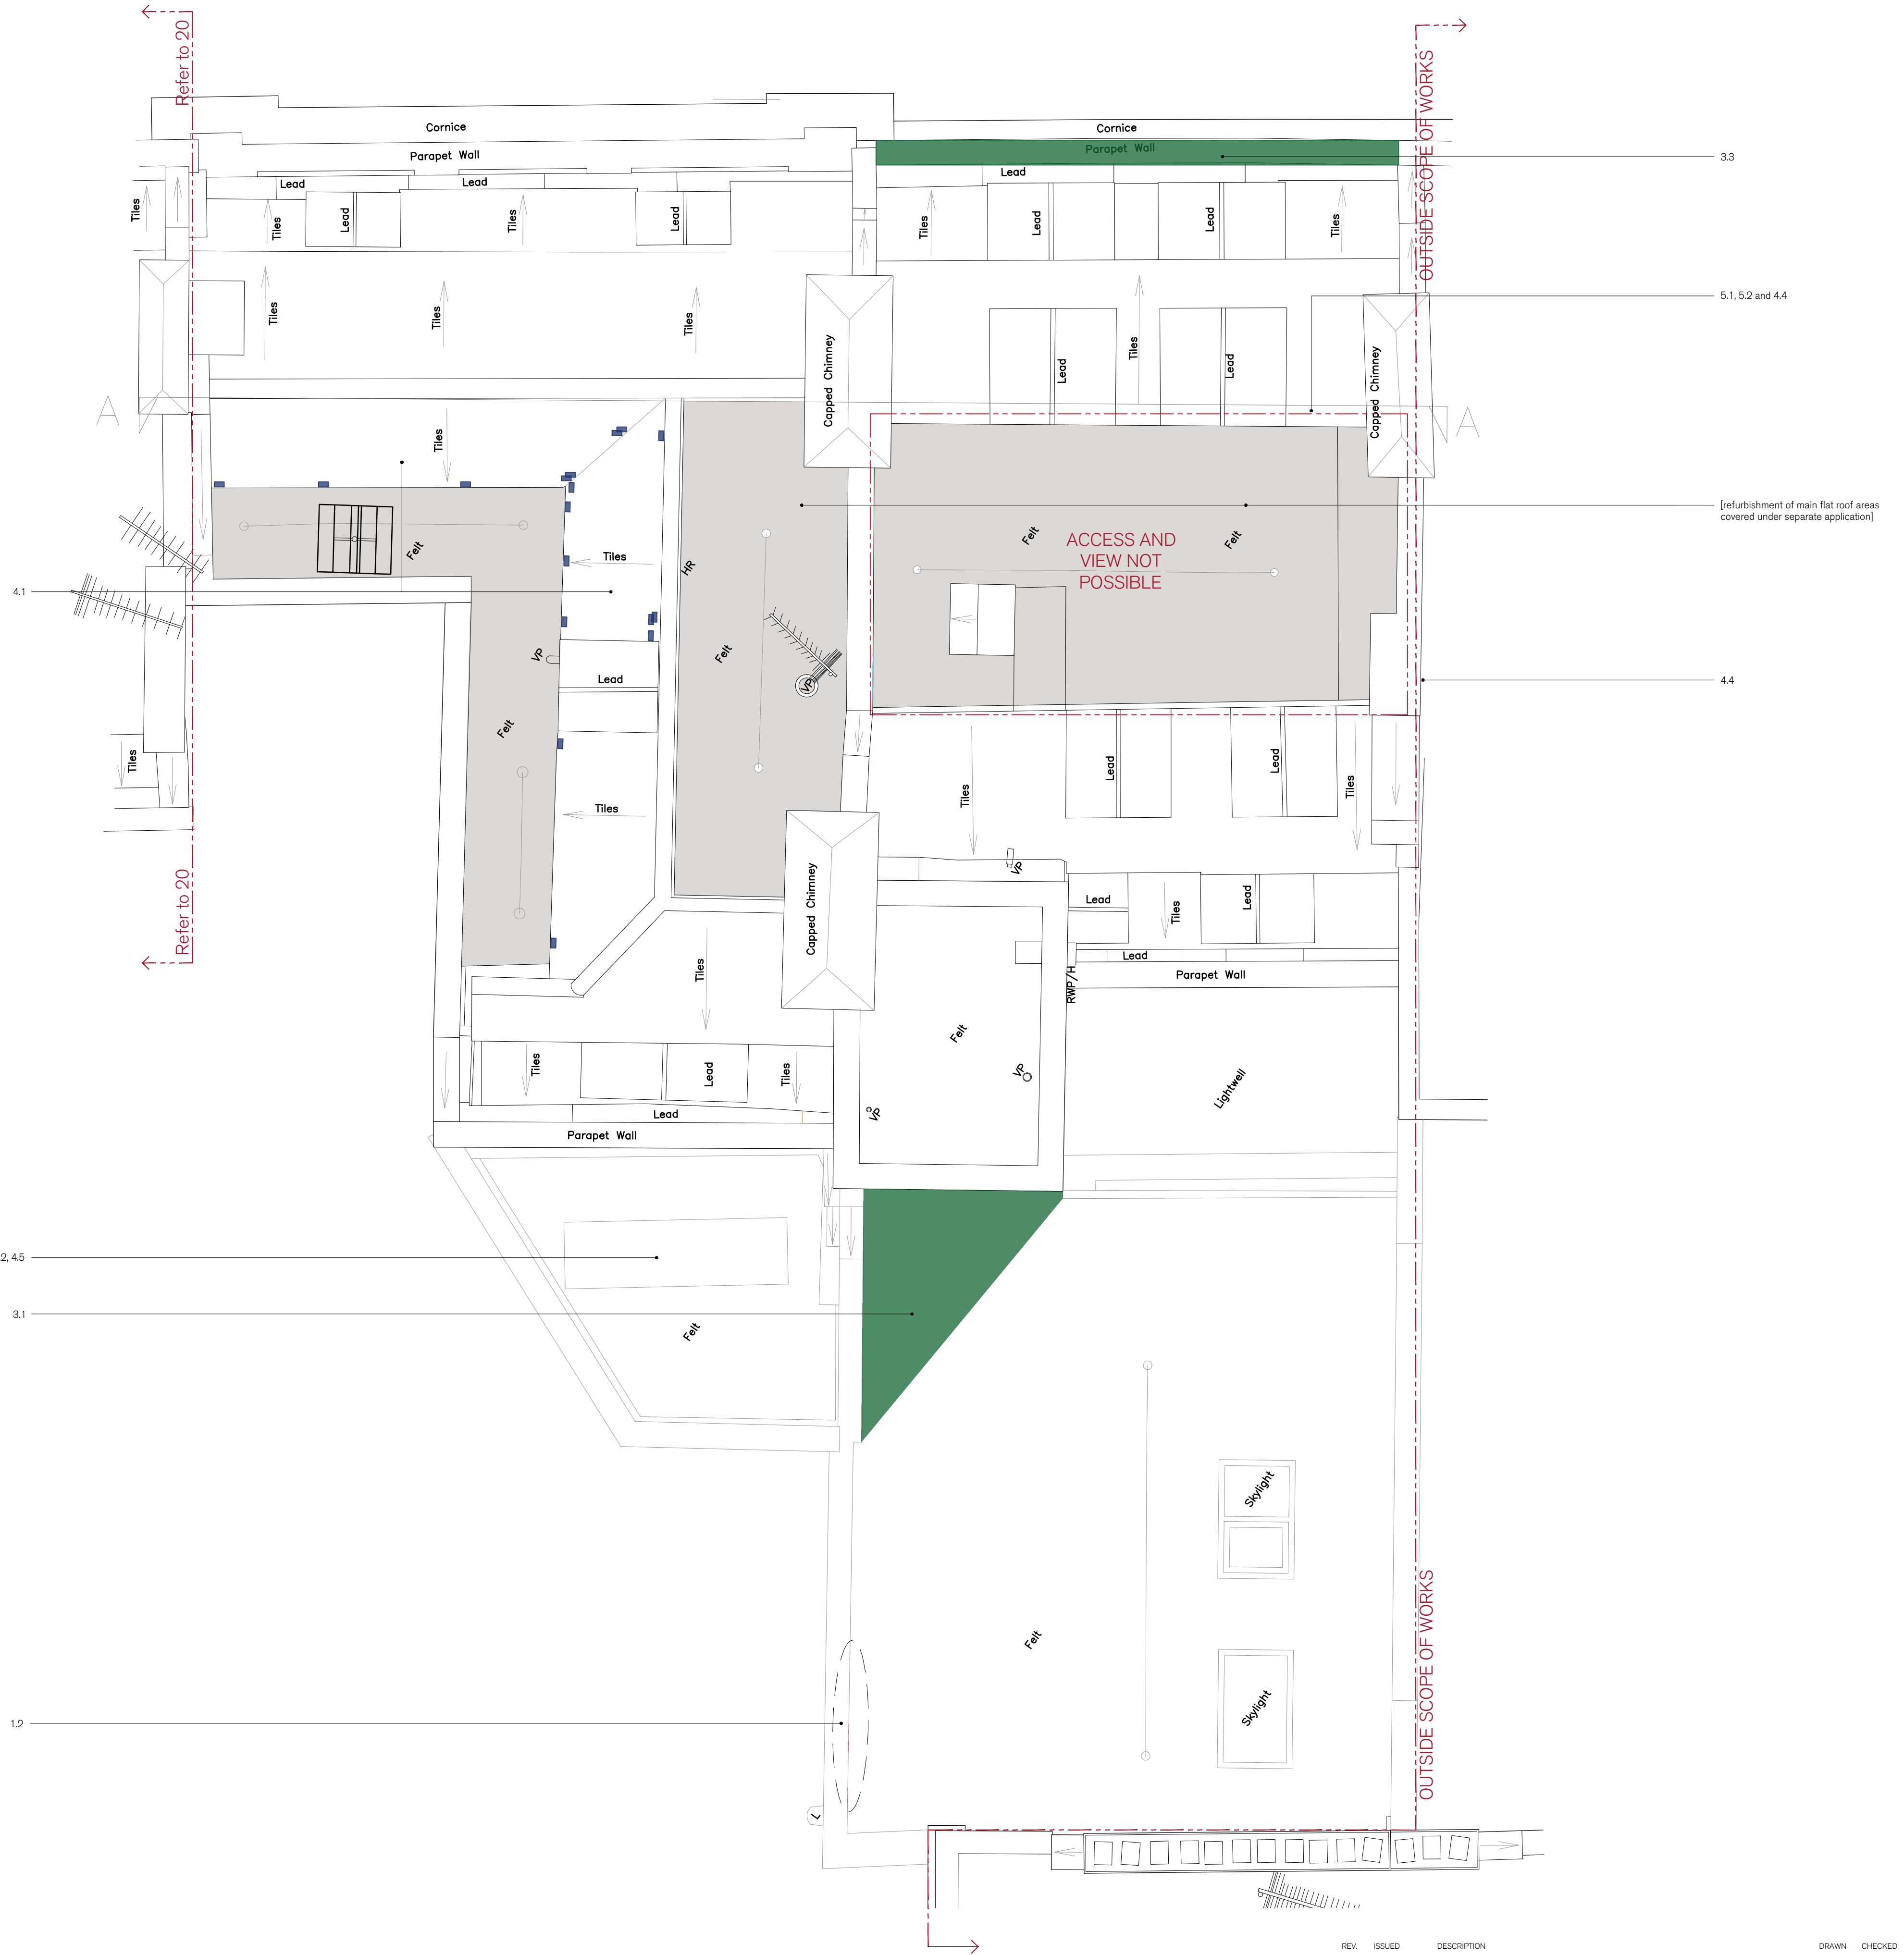 Refer to 20
OUTSIDE SCOPE OF WORKS
Cornice
Cornice
Parapet Wall
Parapet Wall
3.3
Lead
Lead
Lead
Tiles
Tiles
Lead
Tiles
Lead
Tiles
Lead
Lead
Tiles
5.1, 5.2 and 4.4
Tiles
Tiles
Tiles
Capped Chimney
Lead
Tiles
Lead
Capped Chimney
A
A
Tiles
[refurbishment of main flat roof areas
covered under separate application]
Felt
Tiles
HR
Felt
ACCESS AND
VIEW NOT
POSSIBLE
Felt
4.1
VP
Felt
VP
Lead
4.4
Felt
Tiles
Tiles
Tiles
Lead
Lead
Tiles
Refer to 20
Capped Chimney
VP
Lead
Tiles
Lead
Tiles
Lead
Parapet Wall
RWP/H
Felt
Tiles
Lead
Tiles
VP
VP
Lightwell
Lead
Parapet Wall
2, 4.5
3.1
Felt
Skylight
Felt
Skylight
1.2
OUTSIDE SCOPE OF WORKS
L
REV. ISSUED DESCRIPTION DRAWN CHECKED